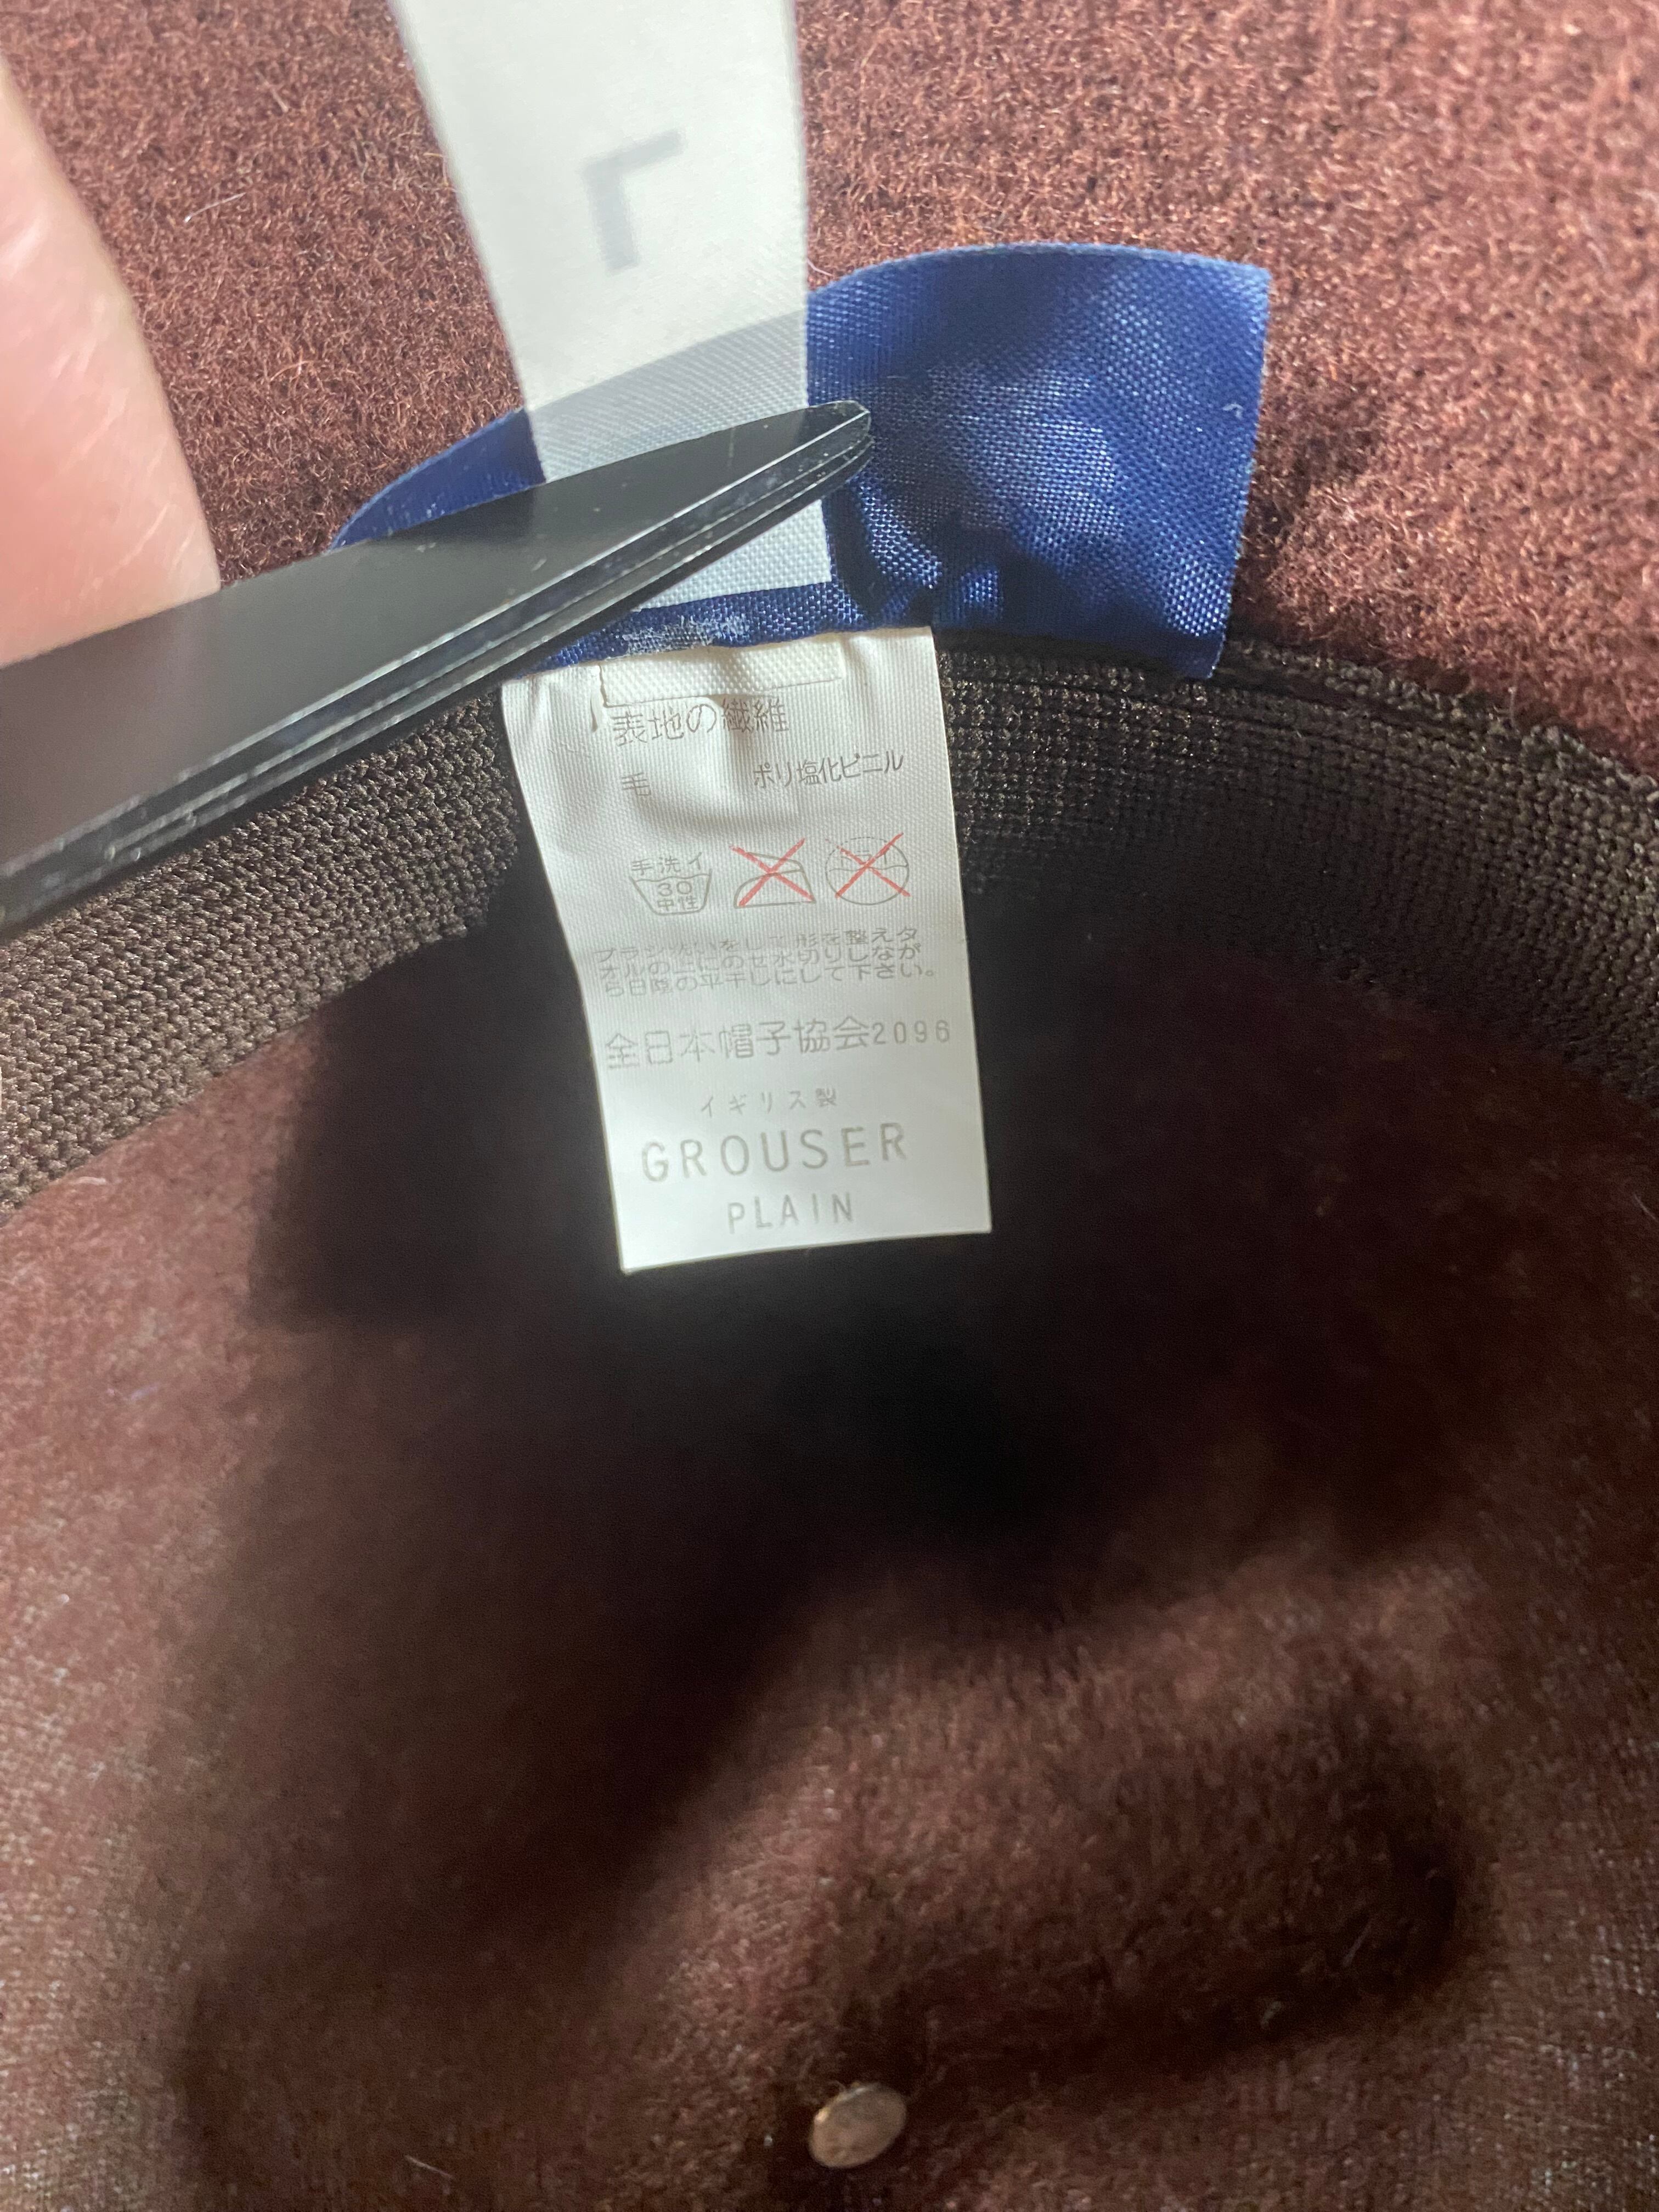 L
表地の繊維
毛 ポリ塩化ビニル
手洗イ
30
中性
ブラシ洗いをして形を整えタ
オルの上にのせ水切りしなが
ら日陰の平干しにして下さい。
全日本帽子協会2096
イギリス製
GROUSER
PLAIN